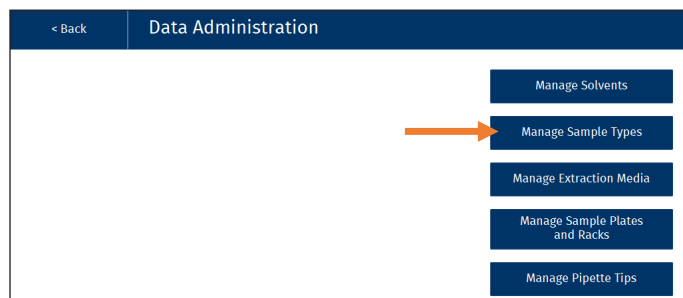 < Back
Data Administration
Manage Solvents
Manage Sample Types
Manage Extraction Media
Manage Sample Plates
and Racks
Manage Pipette Tips